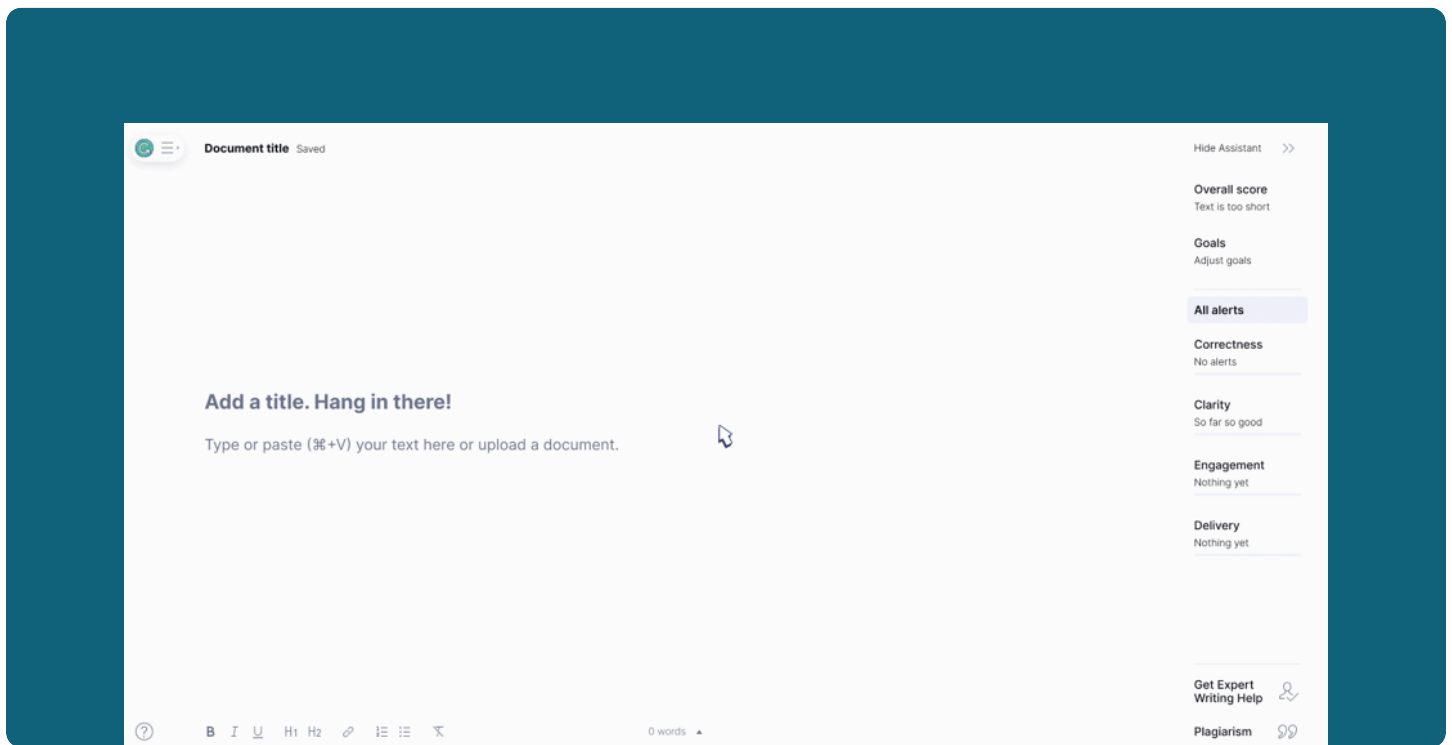 Document title Saved
Hide Assistant
Overall score
Text is too short
Goals
Adjust goals
All alerts
Correctness
No alerts
Clarity
So far so good
Engagement
Nothing yet
Delivery
Nothing yet
Add a title. Hang in there!
Type or paste (⌘+V) your text here or upload a document.
Get Expert
Writing Help
Plagiarism
B I U H1 H2
0 words